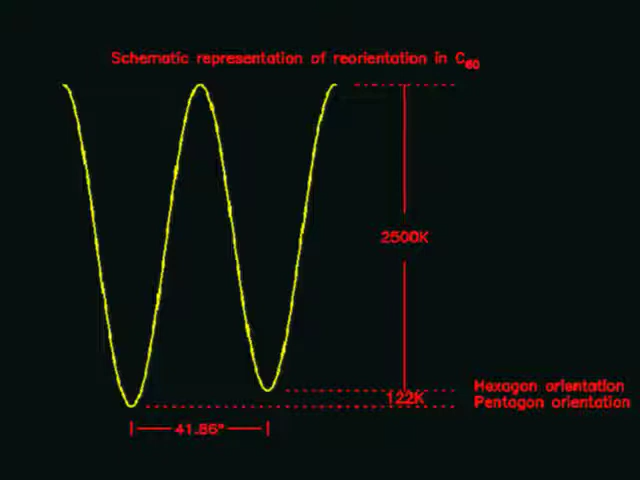 Schematic representation of reorientation in C60
2500K
Hexagon orientation
122K
Pentagon orientation
41.86°